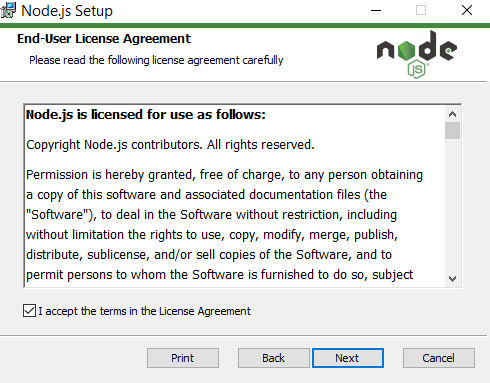 Node.js Setup
End-User License Agreement
Please read the following license agreement carefully
node
JS
Node.js is licensed for use as follows:
Copyright Node.js contributors. All rights reserved.
Permission is hereby granted, free of charge, to any person obtaining
a copy of this software and associated documentation files (the
"Software"), to deal in the Software without restriction, including
without limitation the rights to use, copy, modify, merge, publish,
distribute, sublicense, and/or sell copies of the Software, and to
permit persons to whom the Software is furnished to do so, subject
I accept the terms in the License Agreement
Print
Back
Next
Cancel